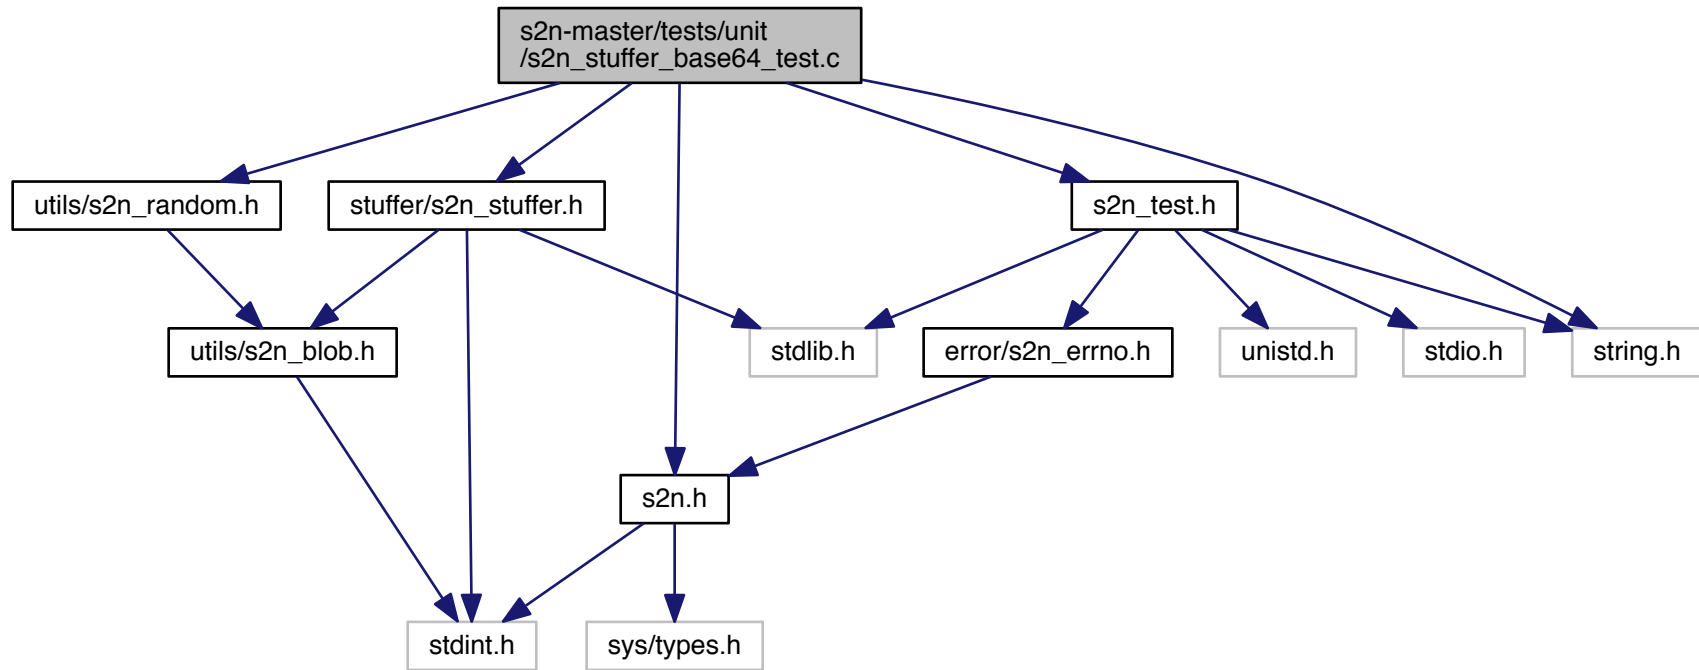 s2n-master/tests/unit
/s2n_stuffer_base64_test.c
utils/s2n_random.h
stuffer/s2n_stuffer.h
s2n_test.h
utils/s2n_blob.h
stdlib.h
error/s2n_errno.h
unistd.h
stdio.h
string.h
s2n.h
stdint.h
sys/types.h